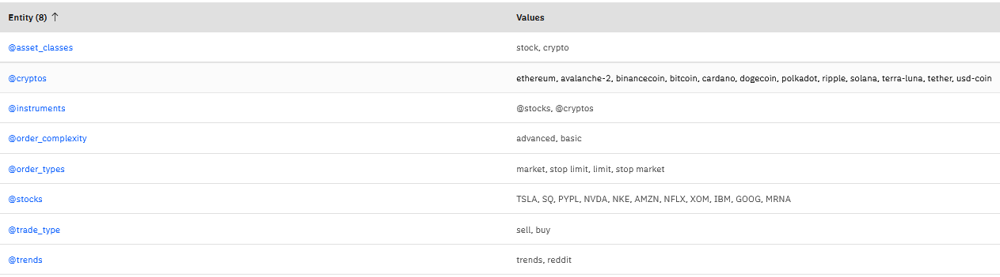 Entity (8) ↑ Values
@asset_classes stock, crypto
@cryptos ethereum, avalanche-2, binancecoin, bitcoin, cardano, dogecoin, polkadot, ripple, solana, terra-luna, tether, usd-coin
@instruments @stocks, @cryptos
@order_complexity advanced, basic
@order_types market, stop limit, limit, stop market
@stocks TSLA, SQ, PYPL, NVDA, NKE, AMZN, NFLX, XOM, IBM, GOOG, MRNA
@trade_type sell, buy
@trends trends, reddit